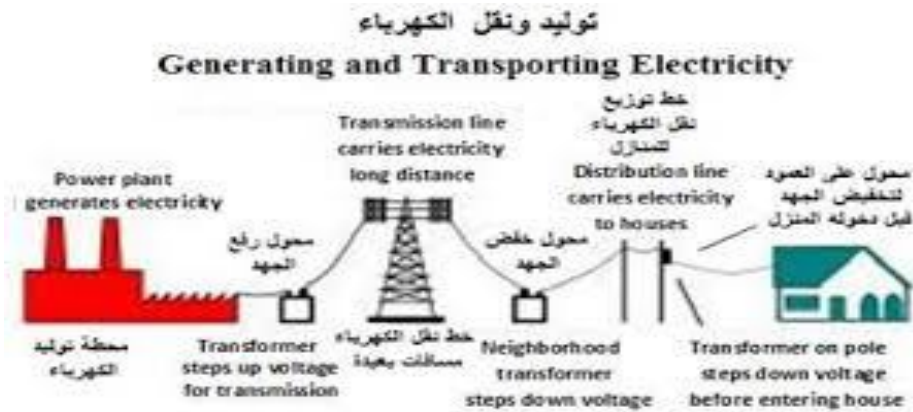 توليد ونقل الكهرباء
Generating and Transporting Electricity
خط توزيع
نقل الكهرباء
للمنازل
Transmission line
carries electricity
long distance
Distribution line
carries electricity
to houses
محول على العمود
لتخفيض الجهد
قبل دخوله المنزل
Power plant
generates electricity
محول رفع
الجهد
محول خفض
الجهد
محطة توليد
الكهرباء
Transformer
steps up voltage
for transmission
خط نقل الكهرباء
مسافات بعيدة
Neighborhood
transformer
steps down voltage
Transformer on pole
steps down voltage
before entering house